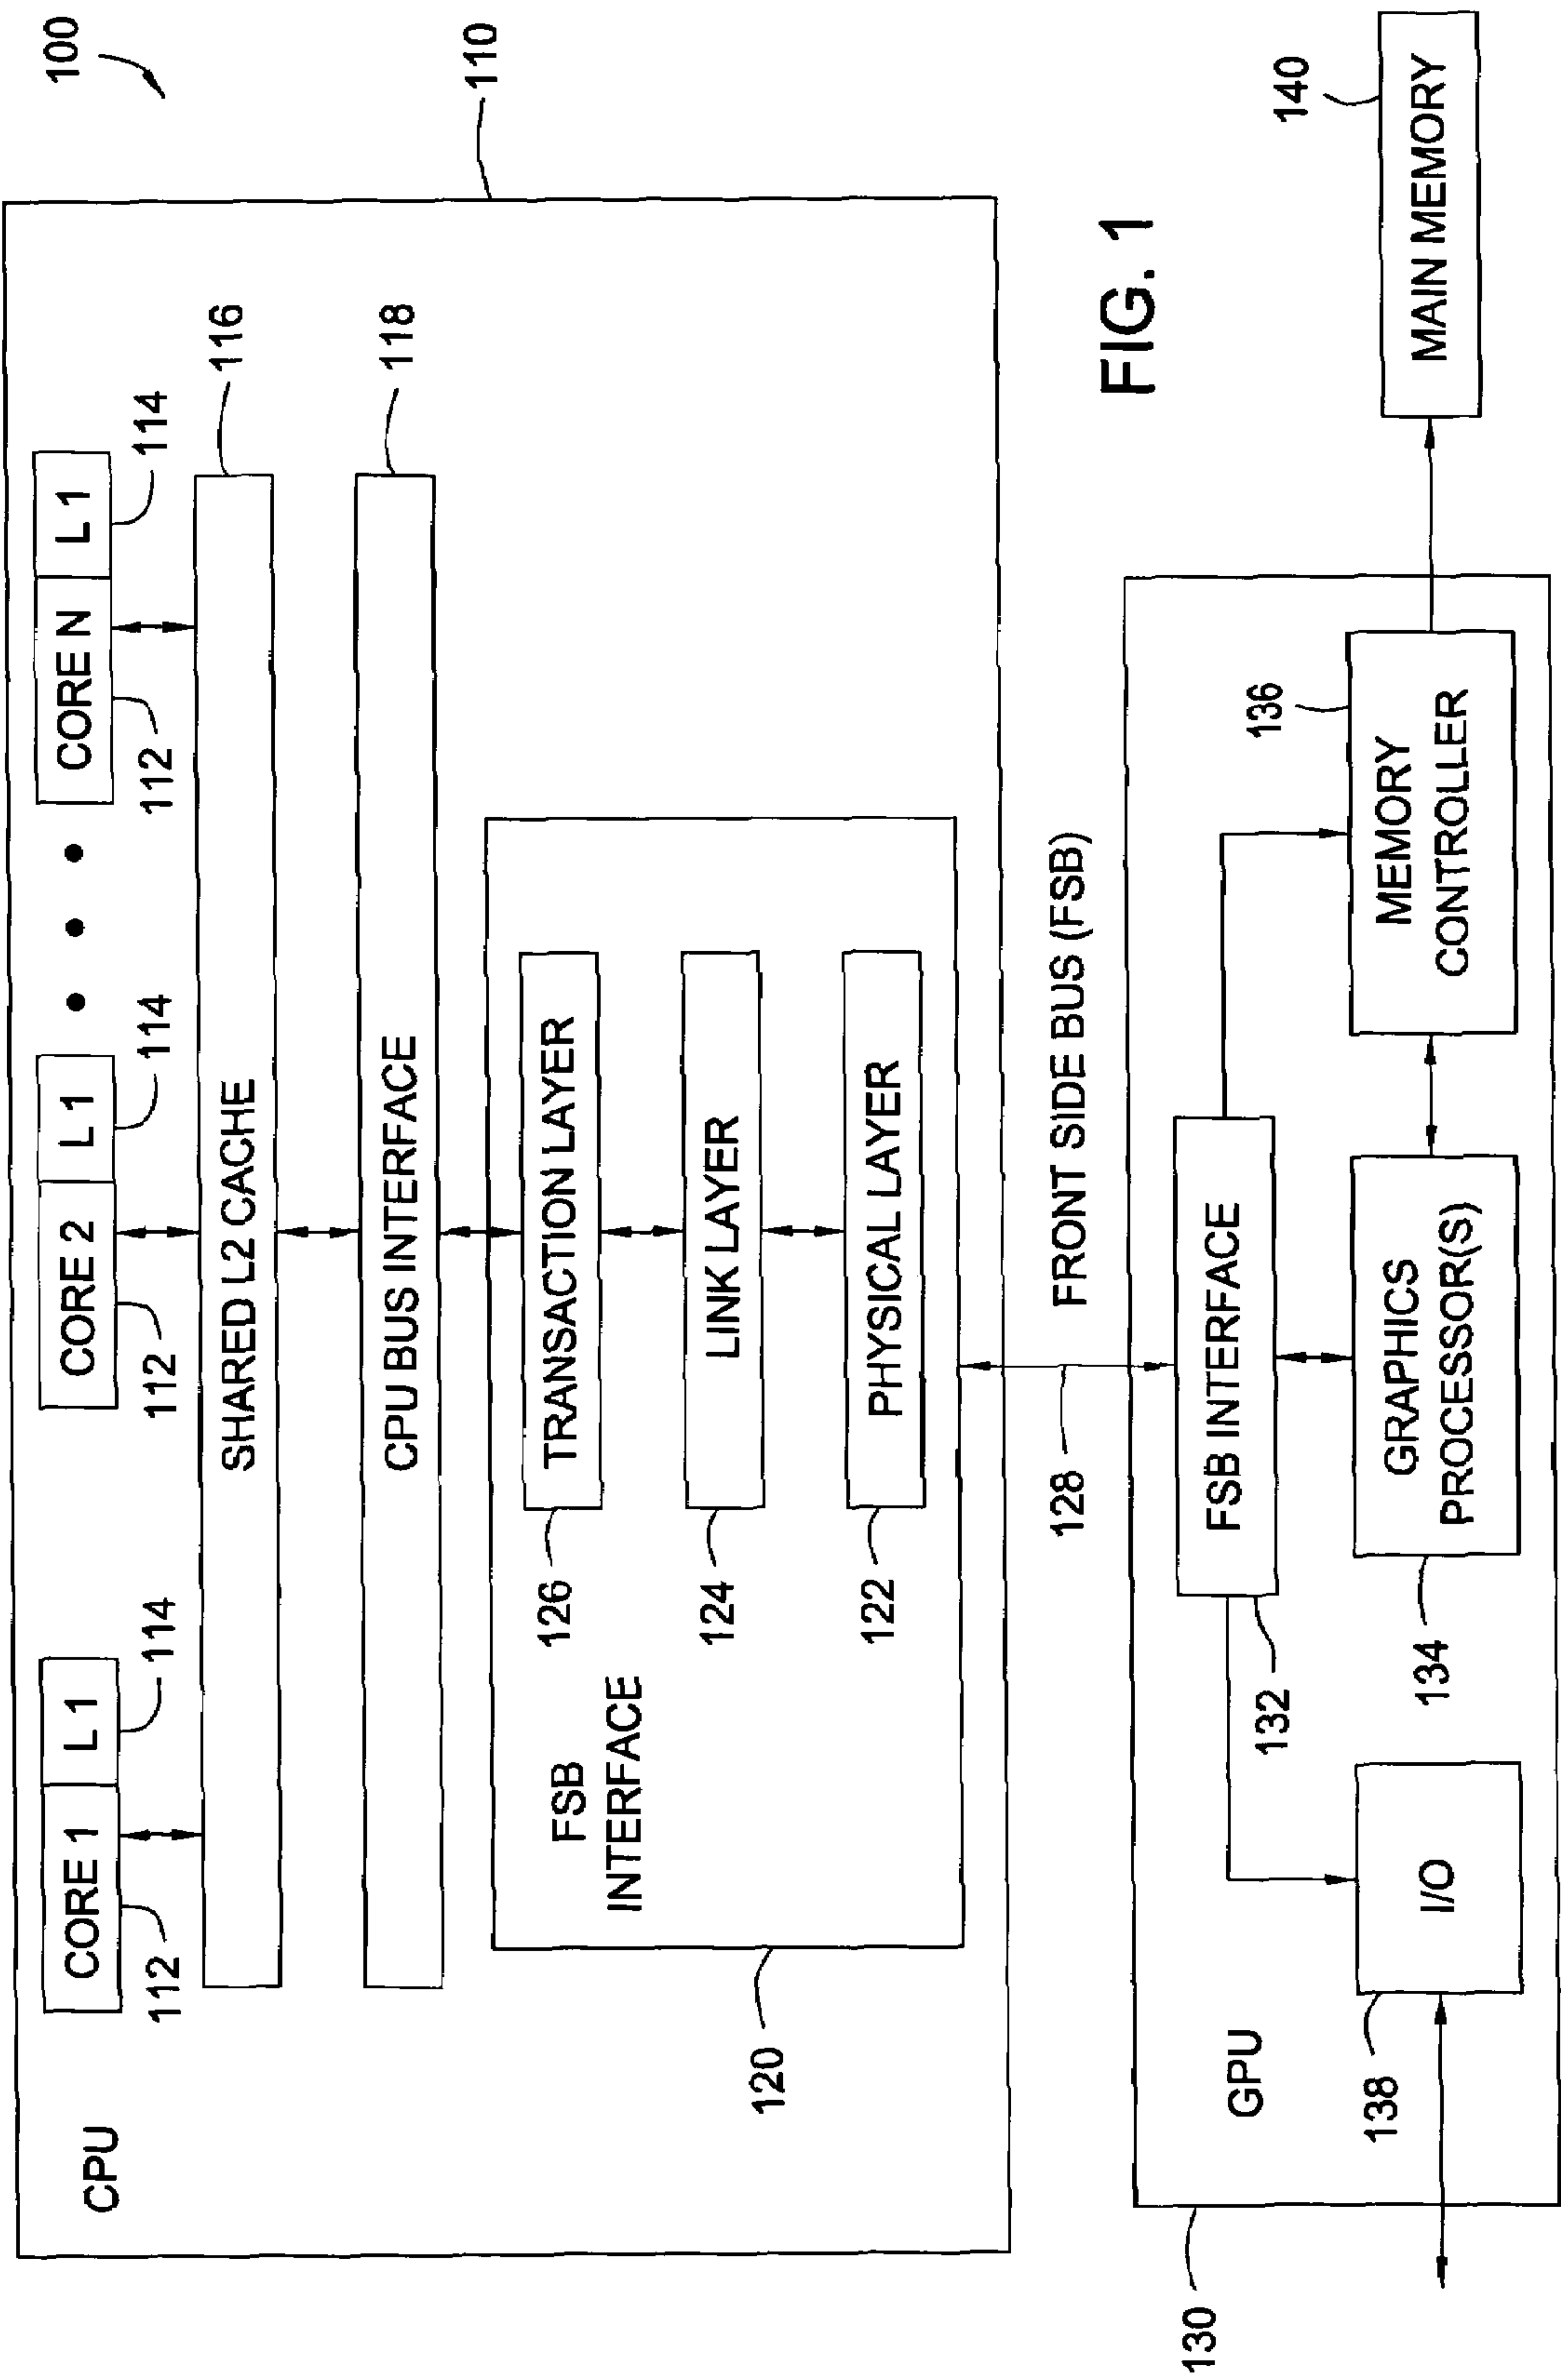 100
CPU
110
CORE 1
L 1
112
114
CORE 2
L 1
112
114
CORE N
L 1
112
114
SHARED L2 CACHE
116
CPU BUS INTERFACE
118
FSB
INTERFACE
120
126
TRANSACTION LAYER
124
LINK LAYER
122
PHYSICAL LAYER
128
FRONT SIDE BUS (FSB)
FIG. 1
130
GPU
132
FSB INTERFACE
138
I/O
134
GRAPHICS
PROCESSOR(S)
136
MEMORY
CONTROLLER
140
MAIN MEMORY